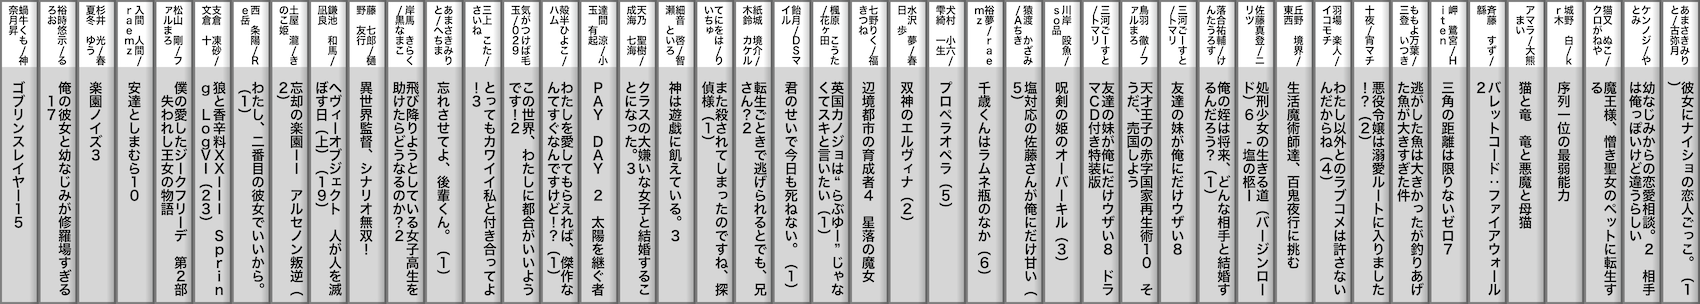 あまさきみり
と/古弥月
彼女にナイショの恋人ごっこ。（1
）
ケンノジ/や
とみ
幼なじみからの恋愛相談。2　相手
は俺っぽいけど違うらしい
猫又　ぬこ/
クロがねや
魔王様、憎き聖女のペットに転生す
る
城野　白/k
r木
序列一位の最弱能力
アマラ/大熊
まい
猫と竜　竜と悪魔と母猫
斉藤　すず/
縣
バレットコード：ファイアウォール
2
岬　鷺宮/H
iten
三角の距離は限りないゼロ7
ももよ万葉/
三登　いつき
逃がした魚は大きかったが釣りあげ
た魚が大きすぎた件
十夜/宵マチ
悪役令嬢は溺愛ルートに入りました
！？（2）
羽場　楽人/
イコモチ
わたし以外とのラブコメは許さない
んだからね（4）
丘野　境界/
東西
生活魔術師達、百鬼夜行に挑む
佐藤真登/ニ
リツ
処刑少女の生きる道（バージンロー
ド）6　-塩の柩ー
落合祐輔/け
んたうろす
俺の姪は将来、どんな相手と結婚す
るんだろう？（1）
三河ごーすと
/トマリ
友達の妹が俺にだけウザい8
鳥羽　徹/フ
ァルまろ
天才王子の赤字国家再生術10　そ
うだ、売国しよう
三河ごーすと
/トマリ
友達の妹が俺にだけウザい8　ドラ
マCD付き特装版
川岸　殴魚/
so品
呪剣の姫のオーバーキル（3）
猿渡　かざみ
/Aちき
塩対応の佐藤さんが俺にだけ甘い（
5）
裕夢/rae
mz
千歳くんはラムネ瓶のなか（6）
犬村　小六/
雫綺　一生
プロペラオペラ（5）
水沢　夢/春
日　歩
双神のエルヴィナ（2）
七野りく/福
きつね
辺境都市の育成者4　星落の魔女
楓原　こうた
/花ヶ田
英国カノジョは“らぶゆー”じゃな
くてスキと言いたい（1）
飴月/DSマ
イル
君のせいで今日も死ねない。（1）
紙城　境介/
木鈴　カケル
転生ごときで逃げられるとでも、兄
さん？2
てにをは/り
いちゅ
また殺されてしまったのですね、探
偵様（1）
細音　啓/智
瀬　といろ
神は遊戯に飢えている。3
天乃　聖樹/
成海　七海
クラスの大嫌いな女子と結婚するこ
とになった。3
達間　涼/小
玉　有起
PAY　DAY　2　太陽を継ぐ者
殻半ひよこ/
ハム
わたしを愛してもらえれば、傑作な
んてすぐなんですけど！？（1）
気がつけば毛
玉/029
この世界、わたしに都合がいいよう
です！2
三上　こた/
さいね
とってもカワイイ私と付き合ってよ
！3
あまさきみり
と/へちま
忘れさせてよ、後輩くん。（1）
岸馬　きらく
/黒なまこ
飛び降りようとしている女子高生を
助けたらどうなるのか？2
藤　七郎/樋
野　友行
異世界監督、シナリオ無双！
鎌池　和馬/
凪良
ヘヴィーオブジェクト　人が人を滅
ぼす日（上）（19）
土屋　瀧/き
のこ姫
忘却の楽園II　アルセノン叛逆（
2）
西　条陽/R
e岳
わたし、二番目の彼女でいいから。
（1）
支倉　凍砂/
文倉　十
狼と香辛料XXIII　Sprin
g　LogVI（23）
松山　剛/フ
ァルまろ
僕の愛したジークフリーデ　第2部
失われし王女の物語
入間　人間/
raemz
安達としまむら10
杉井　光/春
夏冬　ゆう
楽園ノイズ3
裕時悠示/る
ろお
俺の彼女と幼なじみが修羅場すぎる
17
蝸牛くも/神
奈月昇
ゴブリンスレイヤー15